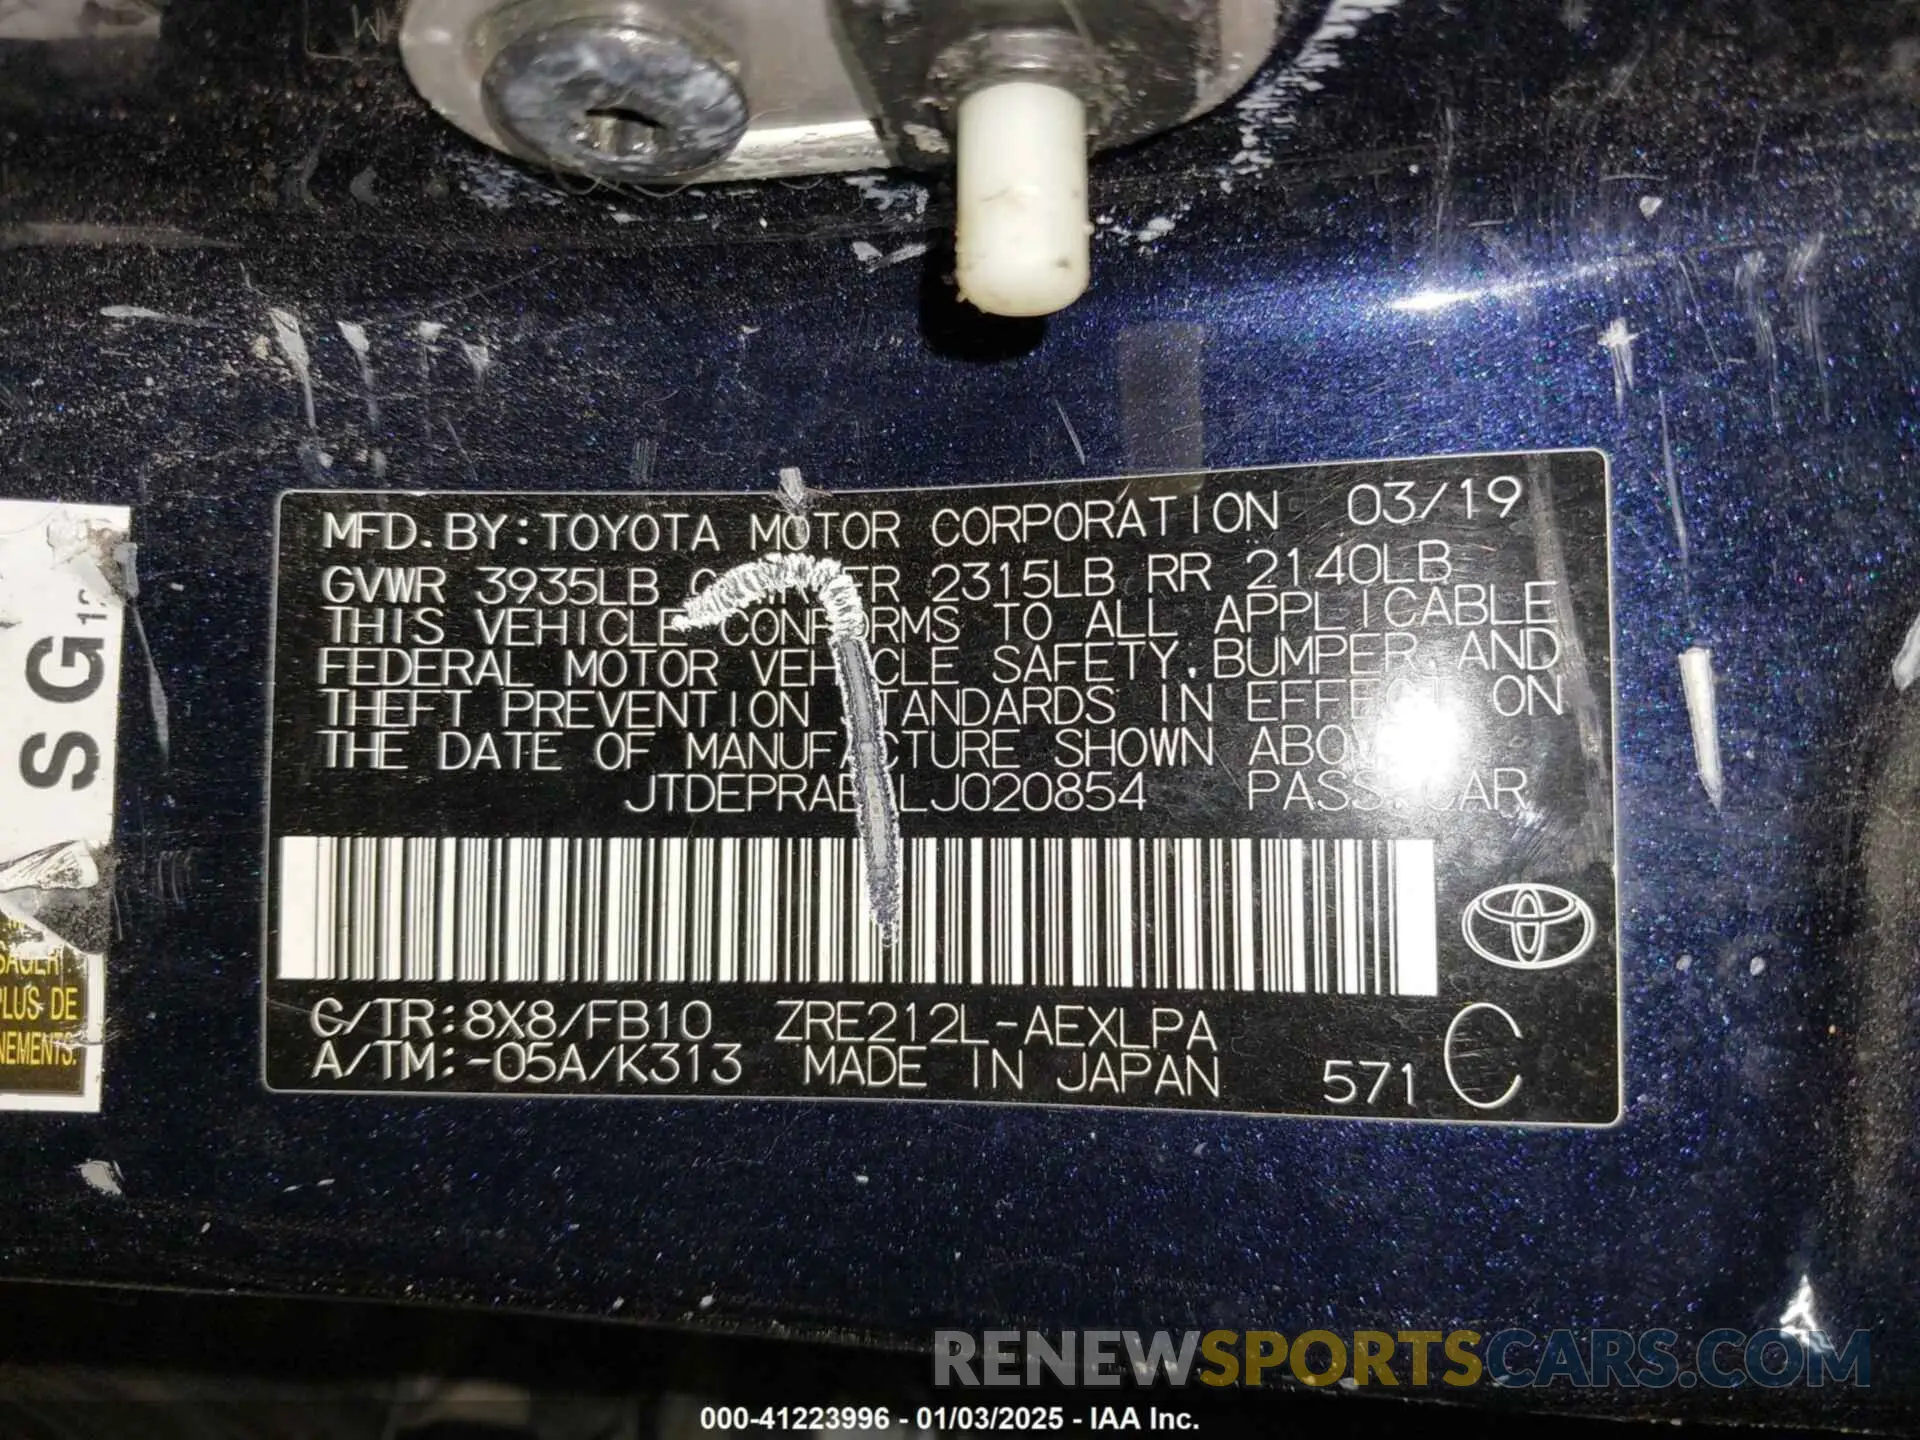 MFD. BY: TOYOTA MOTOR CORPORATION 03/19
GVWR 3935LB 2315LB RR 2140LB
THIS VEHICLE CONFORMS TO ALL APPLICABLE
FEDERAL MOTOR VEHICLE SAFETY, BUMPER, AND
THEFT PREVENTION STANDARDS IN EFFECT ON
THE DATE OF MANUFACTURE SHOWN ABOVE.
PASS. CAR
C/TR: 8X8/FB10 ZRE212L-AEXLPA
A/TM: -05A/K313 MADE IN JAPAN 571 C
SG
PLUS DE
RENEWSPORTSCARS.COM
000-41223996 - 01/03/2025 - IAA Inc.